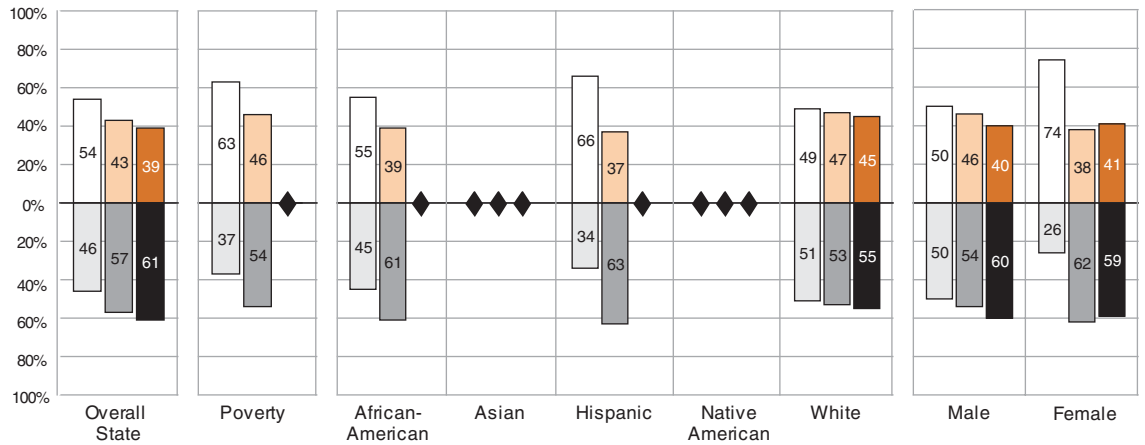 100%
80%
60%
40%
20%
0%
20%
40%
60%
80%
100%
54 43 39
46 57 61
63 46
37 54
55 39
45 61
66 37
34 63
49 47 45
51 53 55
50 46 40
50 54 60
74 38 41
26 62 59
Overall
State
Poverty
African-
American
Asian
Hispanic
Native
American
White
Male
Female